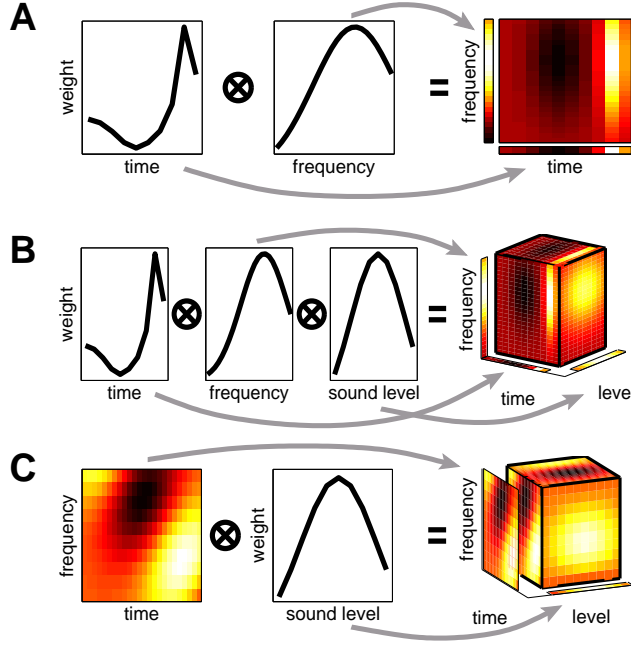 A
weight
time
⊗
frequency
=
frequency
time
B
weight
time
⊗
frequency
⊗
sound level
=
frequency
time
leve
C
frequency
time
⊗
weight
sound level
=
frequency
time
level